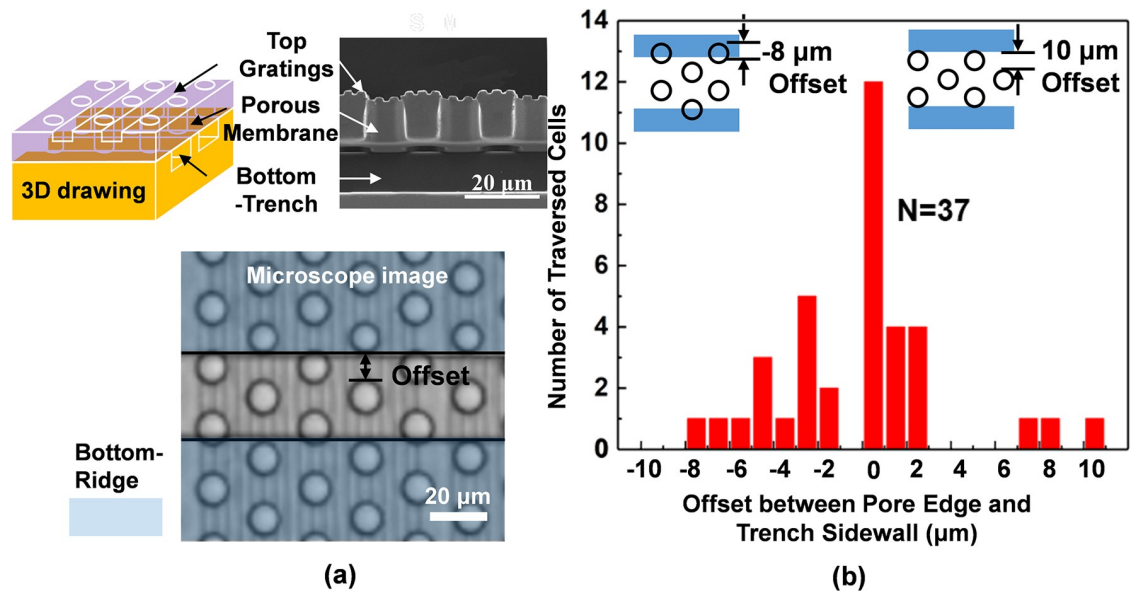 Top
Gratings
Porous
Membrane
Bottom
-Trench
3D drawing
20 µm
Microscope image
Offset
Bottom-
Ridge
20 µm
(a)
14
12
10
8
6
4
2
0
Number of Traversed Cells
-8 µm
Offset
10 µm
Offset
N=37
-10 -8 -6 -4 -2 0 2 4 6 8 10
Offset between Pore Edge and
Trench Sidewall (µm)
(b)